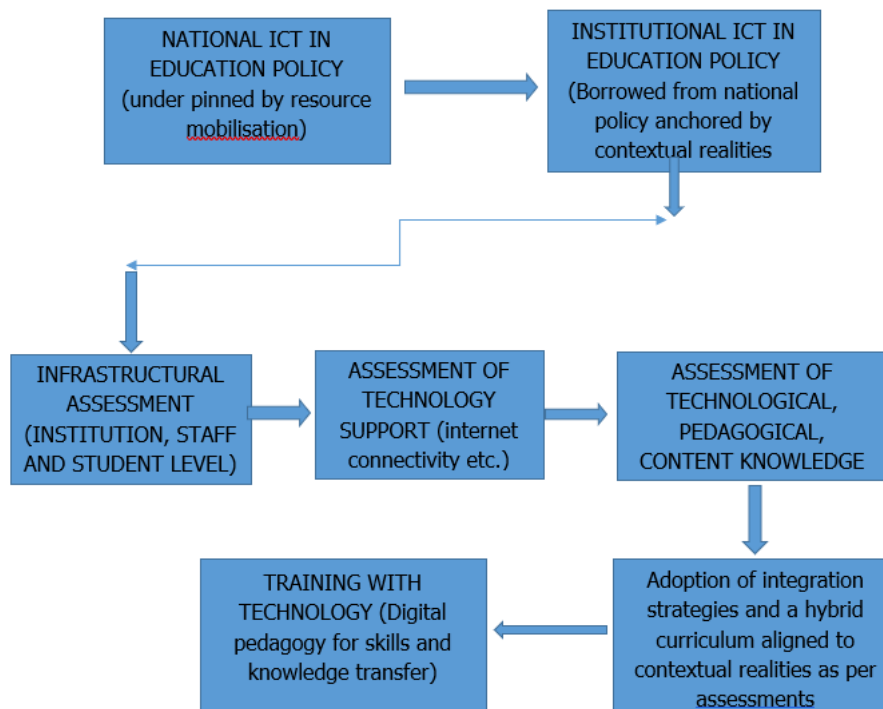 NATIONAL ICT IN
EDUCATION POLICY
(under pinned by resource
mobilisation)
INSTITUTIONAL ICT IN
EDUCATION POLICY
(Borrowed from national
policy anchored by
contextual realities
INFRASTRUCTURAL
ASSESSMENT
(INSTITUTION, STAFF
AND STUDENT LEVEL)
ASSESSMENT OF
TECHNOLOGY
SUPPORT (internet
connectivity etc.)
ASSESSMENT OF
TECHNOLOGICAL,
PEDAGOGICAL,
CONTENT KNOWLEDGE
Adoption of integration
strategies and a hybrid
curriculum aligned to
contextual realities as per
assessments
TRAINING WITH
TECHNOLOGY (Digital
pedagogy for skills and
knowledge transfer)